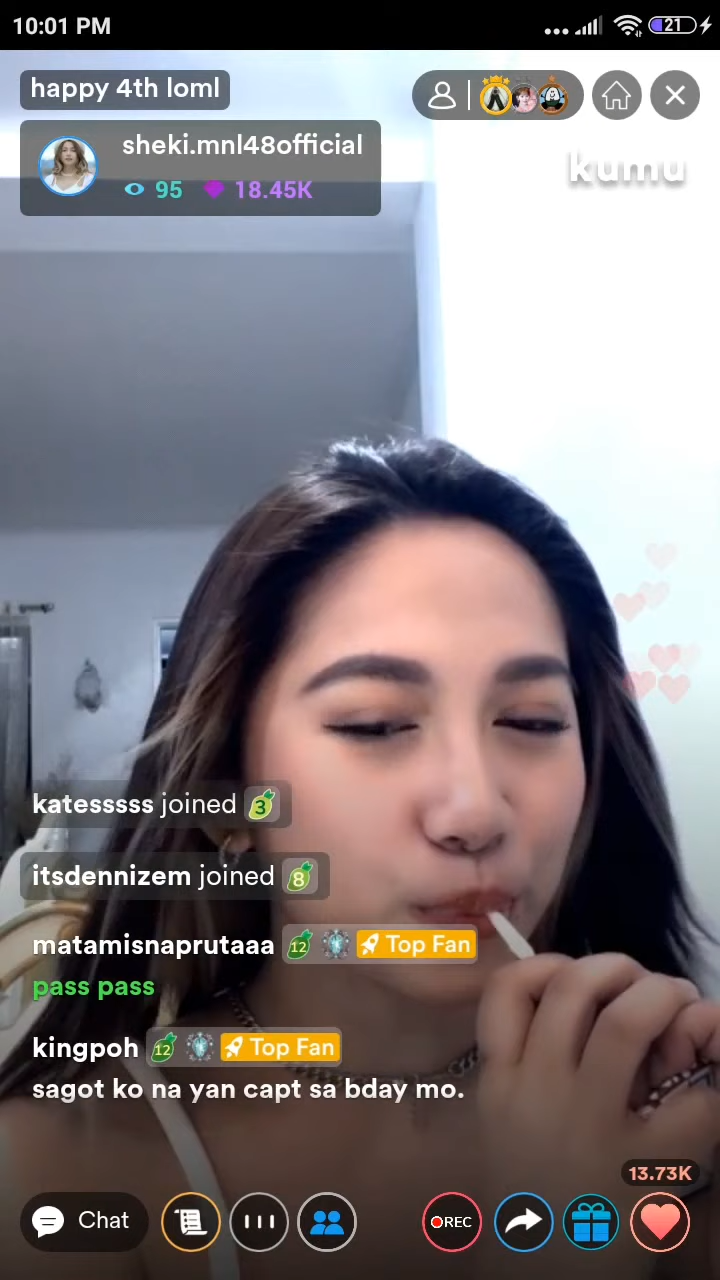 10:01 PM
21
happy 4th loml
sheki.mnl48official
95 18.45K
kumu
katesssss joined 3
itsdennizem joined 8
matamisnaprutaaa 12 Top Fan
pass pass
kingpoh 12 Top Fan
sagot ko na yan capt sa bday mo.
13.73K
Chat
REC